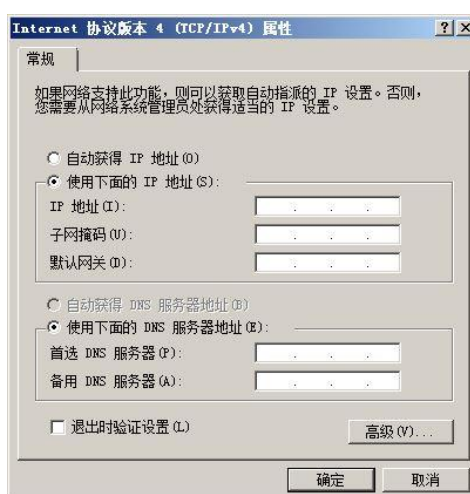 Internet 协议版本 4 (TCP/IPv4) 属性
常规
如果网络支持此功能，则可以获取自动指派的 IP 设置。否则，
您需要从网络系统管理员处获得适当的 IP 设置。
自动获得 IP 地址(O)
使用下面的 IP 地址(S):
IP 地址(I):
子网掩码(U):
默认网关(D):
自动获得 DNS 服务器地址(B)
使用下面的 DNS 服务器地址(E):
首选 DNS 服务器(P):
备用 DNS 服务器(A):
退出时验证设置(L)
高级(V)...
确定 取消